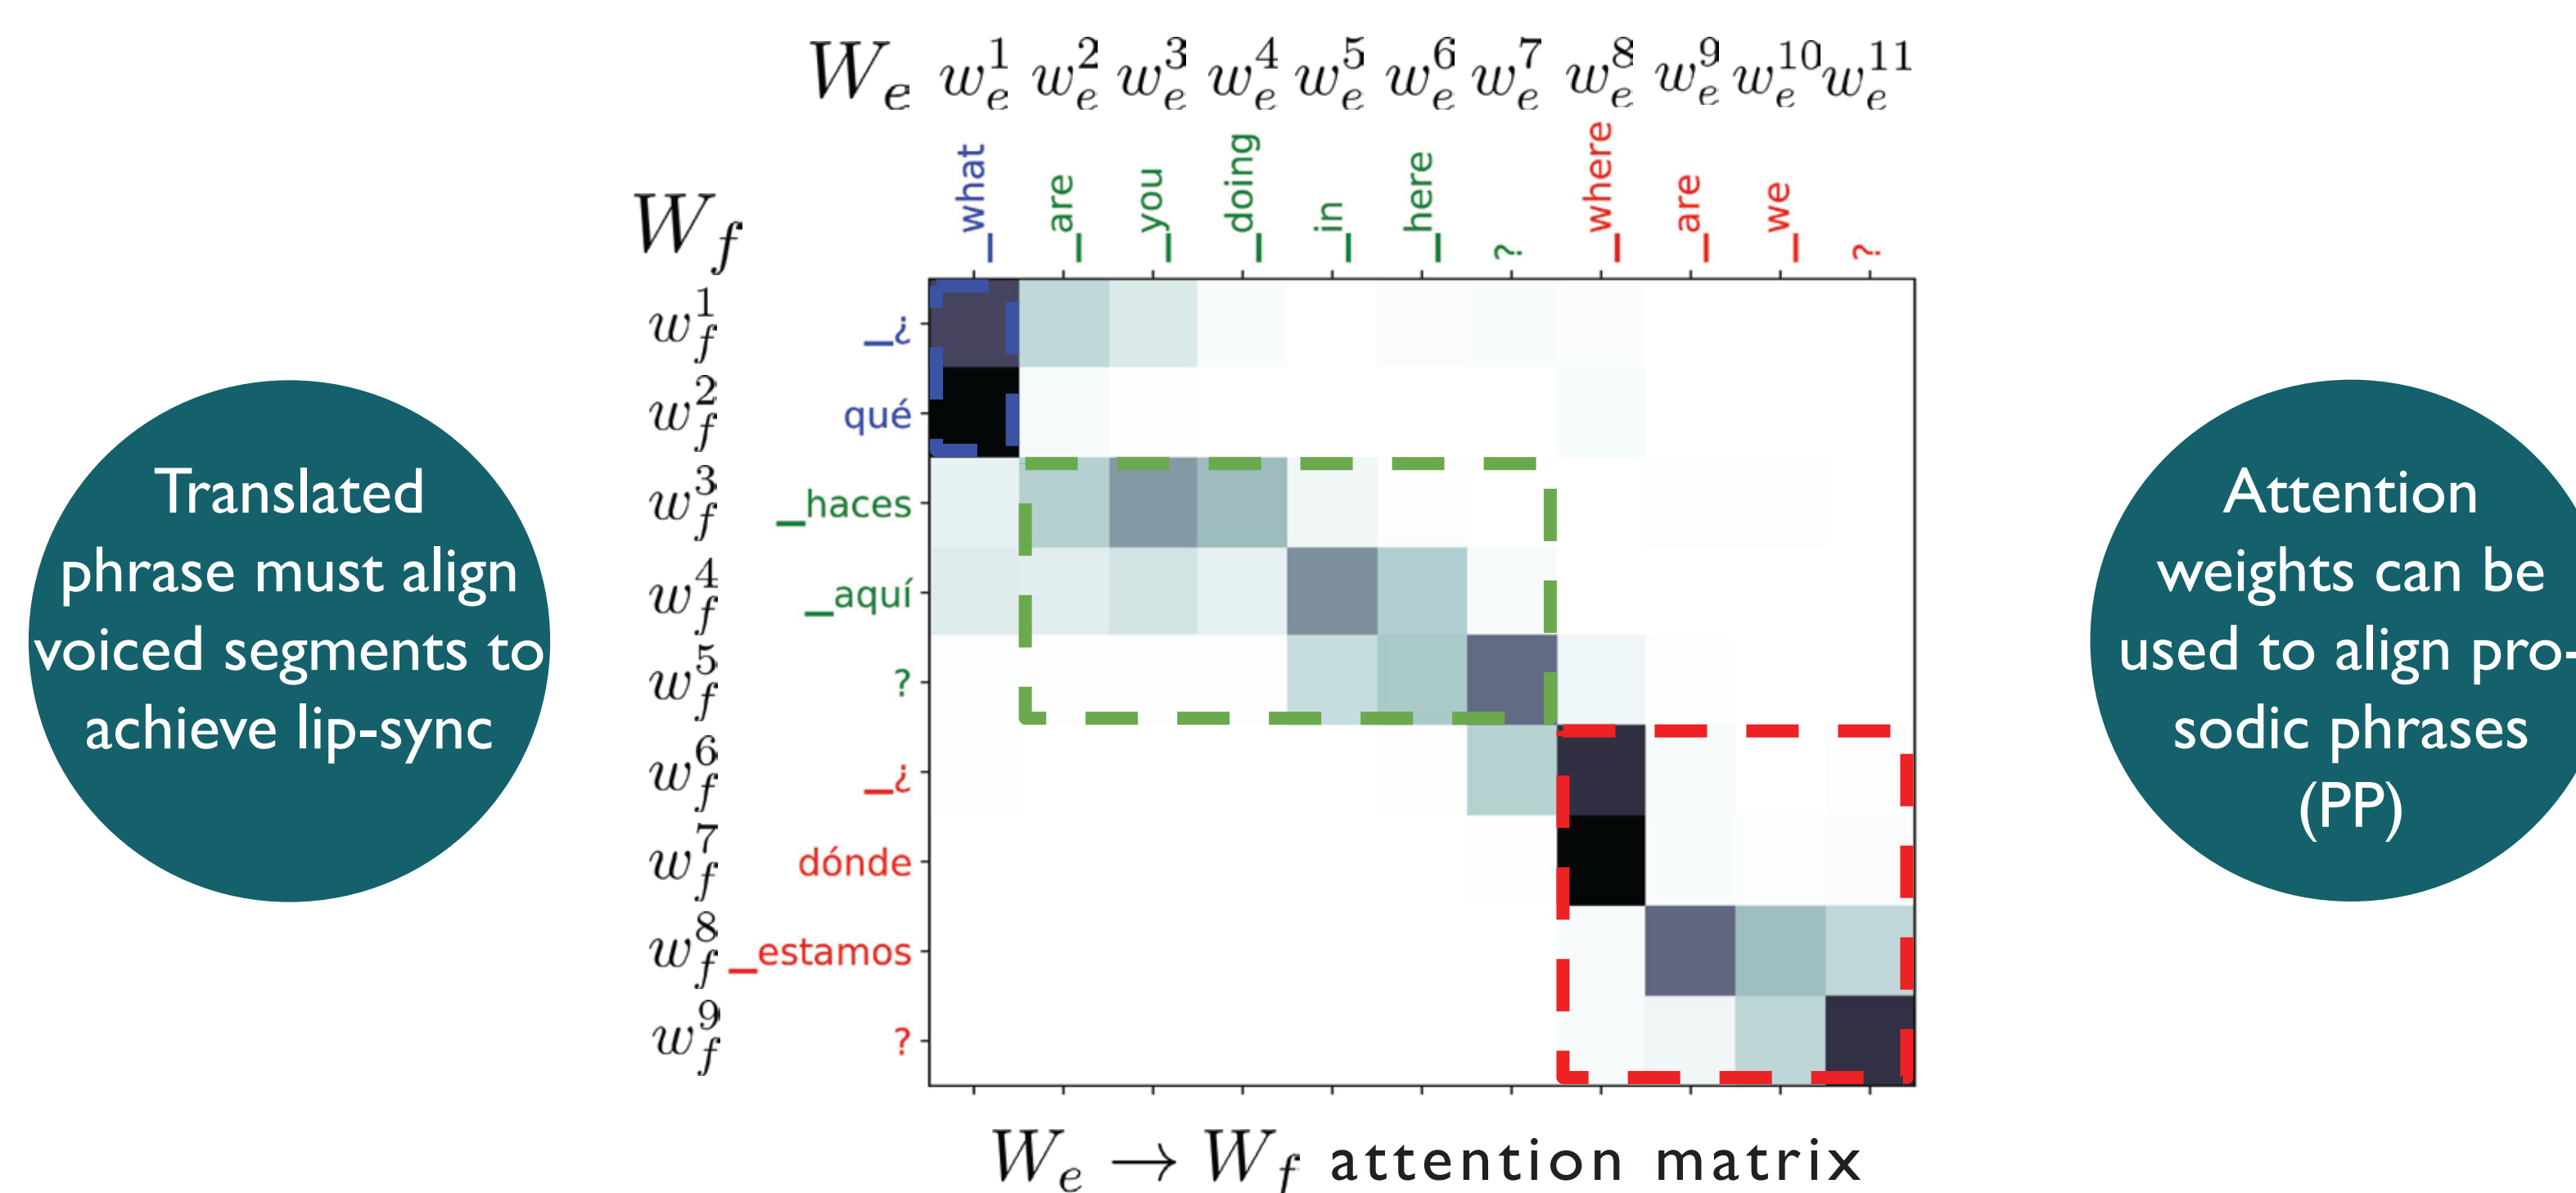 W_e w_e^1 w_e^2 w_e^3 w_e^4 w_e^5 w_e^6 w_e^7 w_e^8 w_e^9 w_e^10 w_e^11
_what _are _you _doing _in _here ? _where _are _we ?
W_f
w_f^1 _¿
w_f^2 qué
w_f^3 _haces
w_f^4 _aquí
w_f^5 ?
w_f^6 _¿
w_f^7 dónde
w_f^8 _estamos
w_f^9 ?
W_e → W_f attention matrix
Translated
phrase must align
voiced segments to
achieve lip-sync
Attention
weights can be
used to align pro-
sodic phrases
(PP)